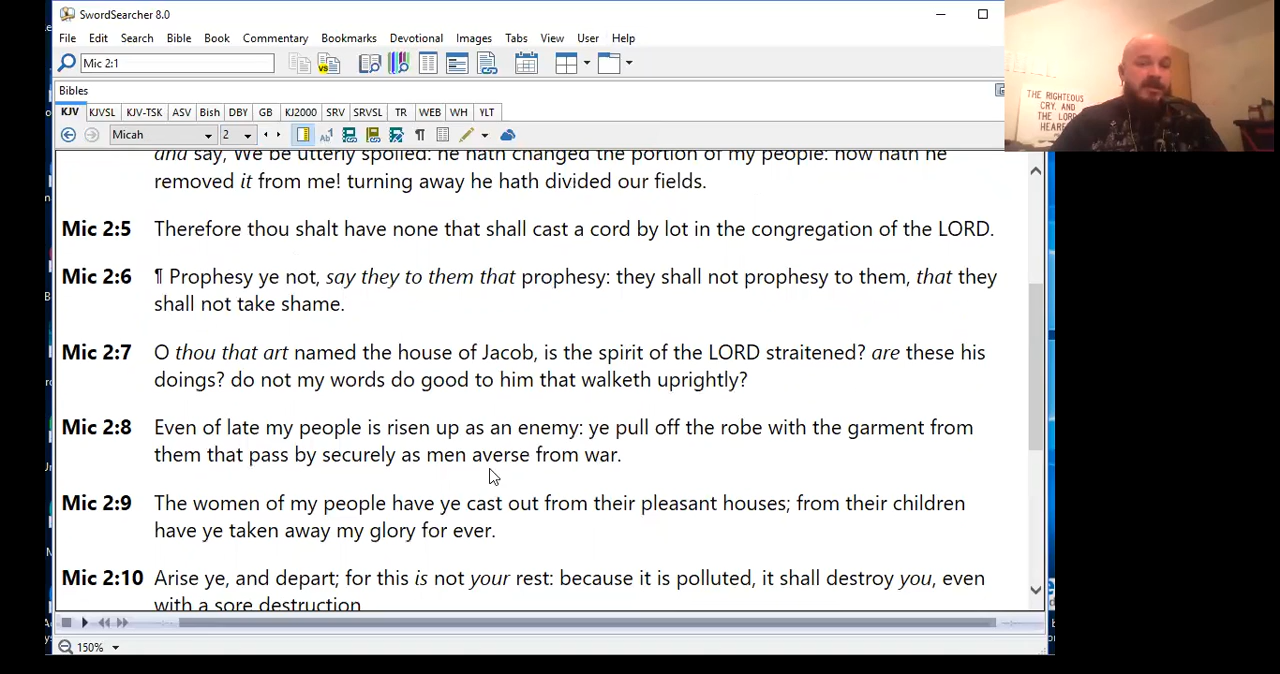 SwordSearcher 8.0
File Edit Search Bible Book Commentary Bookmarks Devotional Images Tabs View User Help
Mic 2:1
Bibles
KJV KJVSL KJV-TSK ASV Bish DBY GB KJ2000 SRV SRVSL TR WEB WH YLT
Micah 2
and say, We be utterly spoiled: he hath changed the portion of my people: how hath he
removed it from me! turning away he hath divided our fields.
Mic 2:5 Therefore thou shalt have none that shall cast a cord by lot in the congregation of the LORD.
Mic 2:6 ¶ Prophesy ye not, say they to them that prophesy: they shall not prophesy to them, that they
shall not take shame.
Mic 2:7 O thou that art named the house of Jacob, is the spirit of the LORD straitened? are these his
doings? do not my words do good to him that walketh uprightly?
Mic 2:8 Even of late my people is risen up as an enemy: ye pull off the robe with the garment from
them that pass by securely as men averse from war.
Mic 2:9 The women of my people have ye cast out from their pleasant houses; from their children
have ye taken away my glory for ever.
Mic 2:10 Arise ye, and depart; for this is not your rest: because it is polluted, it shall destroy you, even
with a sore destruction
150%
THE RIGHTEOUS
CRY, AND
THE LORD